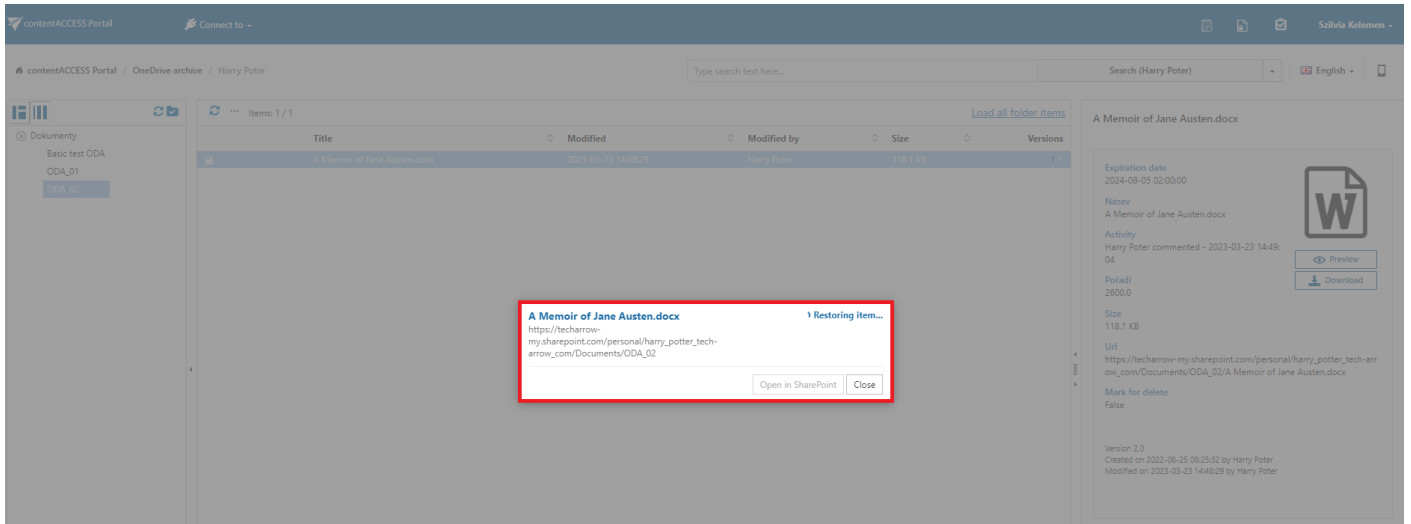 contentACCESS Portal
Connect to
Szilvia Kelemen
contentACCESS Portal / OneDrive archive / Harry Poter
Type search text here...
Search (Harry Poter)
English
Items: 1 / 1
Load all folder items
Dokumenty
Basic test ODA
ODA_01
ODA_02
Title
Modified
Modified by
Size
Versions
A Memoir of Jane Austen.docx
2023-03-23 14:48:29
Harry Poter
118.1 KB
1
A Memoir of Jane Austen.docx
Restoring item...
https://techarrow-
my.sharepoint.com/personal/harry_potter_tech-
arrow_com/Documents/ODA_02
Open in SharePoint
Close
A Memoir of Jane Austen.docx
Expiration date
2024-08-05 02:00:00
Název
A Memoir of Jane Austen.docx
Activity
Harry Poter commented - 2023-03-23 14:49:
04
Pořadí
2600.0
Size
118.1 KB
Url
https://techarrow-my.sharepoint.com/personal/harry_potter_tech-arr
ow_com/Documents/ODA_02/A Memoir of Jane Austen.docx
Mark for delete
False
W
Preview
Download
Version 2.0
Created on 2022-08-25 08:25:32 by Harry Poter
Modified on 2023-03-23 14:48:29 by Harry Poter